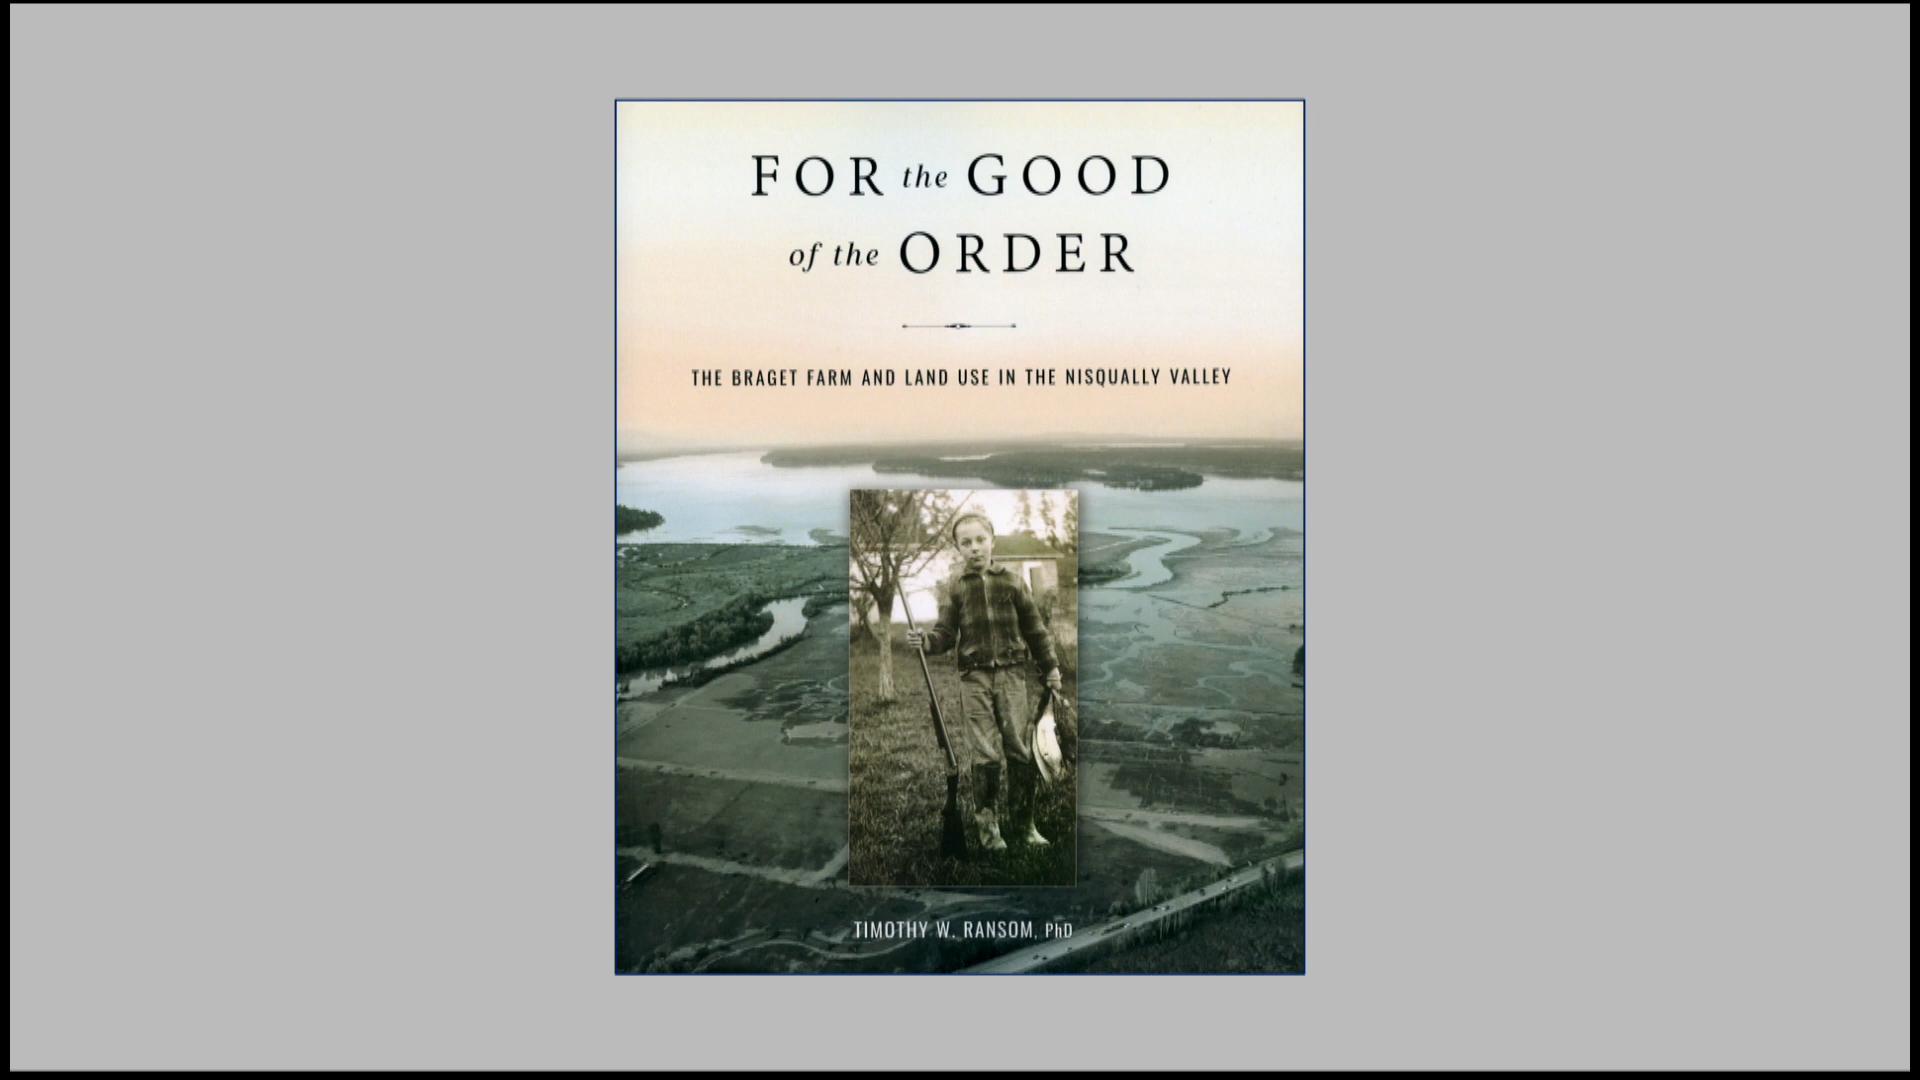 FOR the GOOD
of the ORDER
THE BRAGET FARM AND LAND USE IN THE NISQUALLY VALLEY
TIMOTHY W. RANSOM, PhD